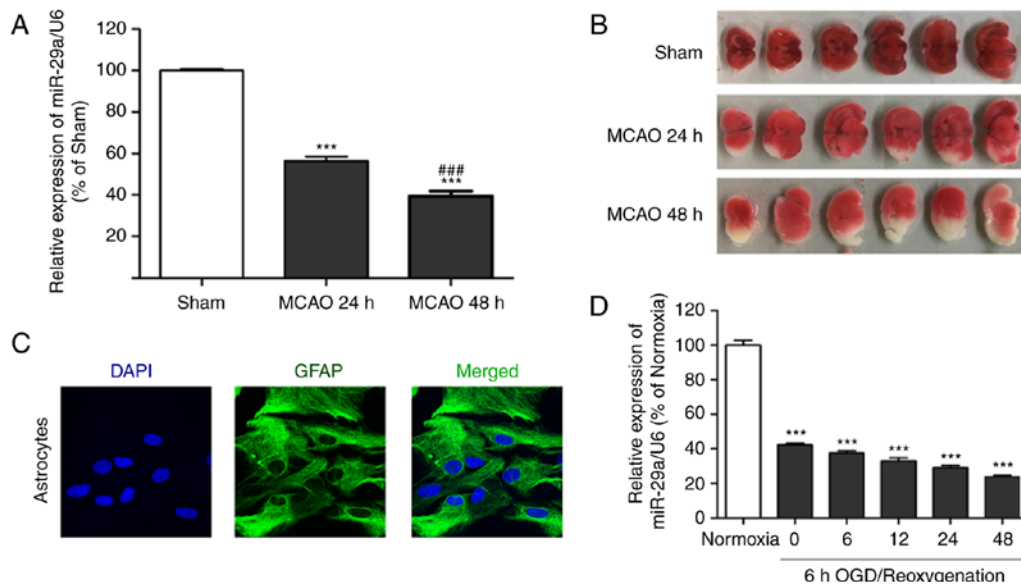 A
Relative expression of miR-29a/U6
(% of Sham)
120
100
80
60
40
20
***
###
***
Sham
MCAO 24 h
MCAO 48 h
B
Sham
MCAO 24 h
MCAO 48 h
C
DAPI
GFAP
Merged
Astrocytes
D
Relative expression of
miR-29a/U6 (% of Normoxia)
120
100
80
60
40
20
0
***
***
***
***
***
Normoxia
0
6
12
24
48
6 h OGD/Reoxygenation